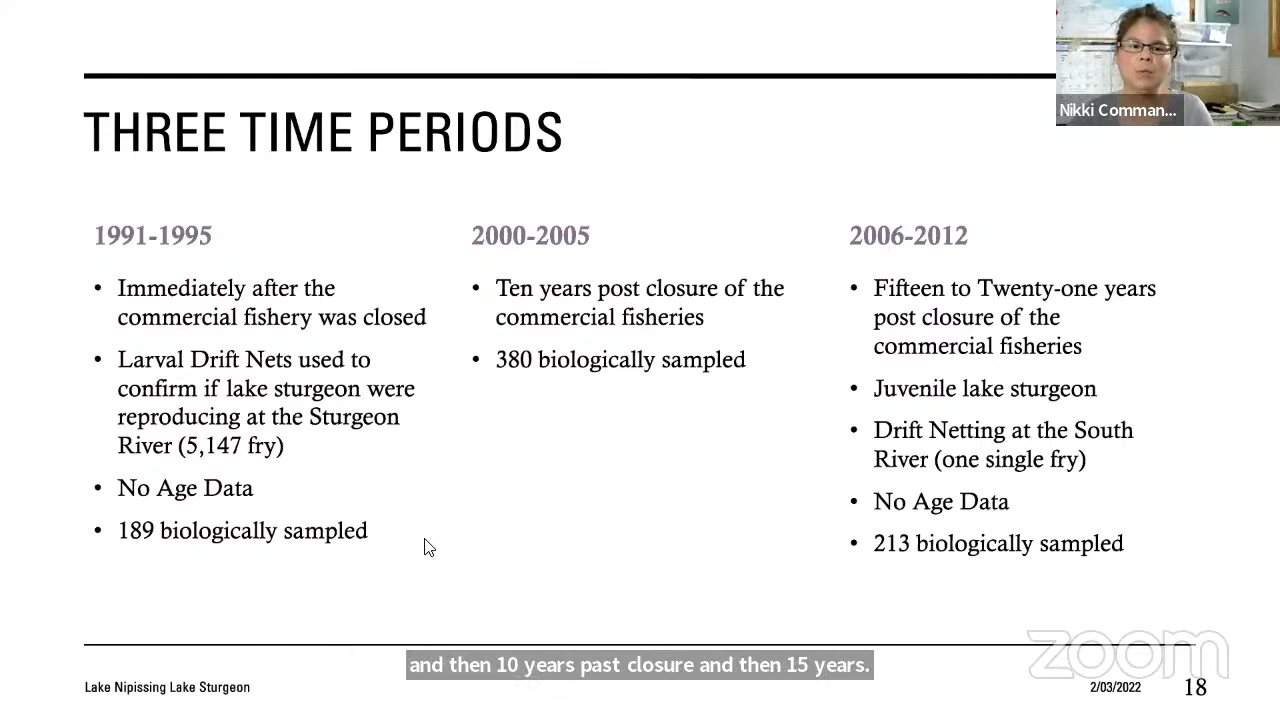 Nikki Comman...
THREE TIME PERIODS
1991-1995
• Immediately after the
commercial fishery was closed
• Larval Drift Nets used to
confirm if lake sturgeon were
reproducing at the Sturgeon
River (5,147 fry)
• No Age Data
• 189 biologically sampled
2000-2005
• Ten years post closure of the
commercial fisheries
• 380 biologically sampled
2006-2012
• Fifteen to Twenty-one years
post closure of the
commercial fisheries
• Juvenile lake sturgeon
• Drift Netting at the South
River (one single fry)
• No Age Data
• 213 biologically sampled
zoom
and then 10 years past closure and then 15 years.
Lake Nipissing Lake Sturgeon
2/03/2022
18